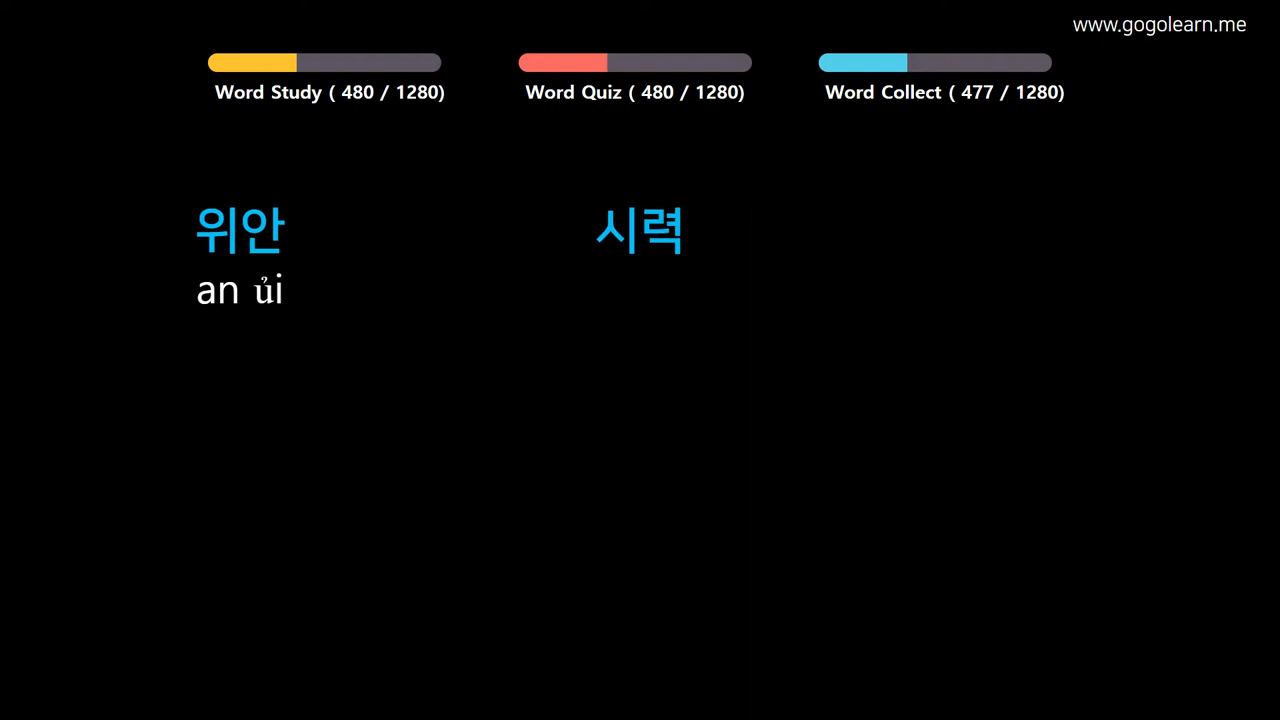 www.gogolearn.me
Word Study ( 480 / 1280)
Word Quiz ( 480 / 1280)
Word Collect ( 477 / 1280)
위안
시력
an ủi